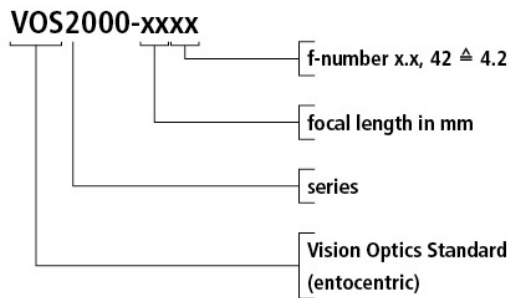 VOS2000-xxxx
f-number x.x, 42 ≙ 4.2
focal length in mm
series
Vision Optics Standard
(entocentric)